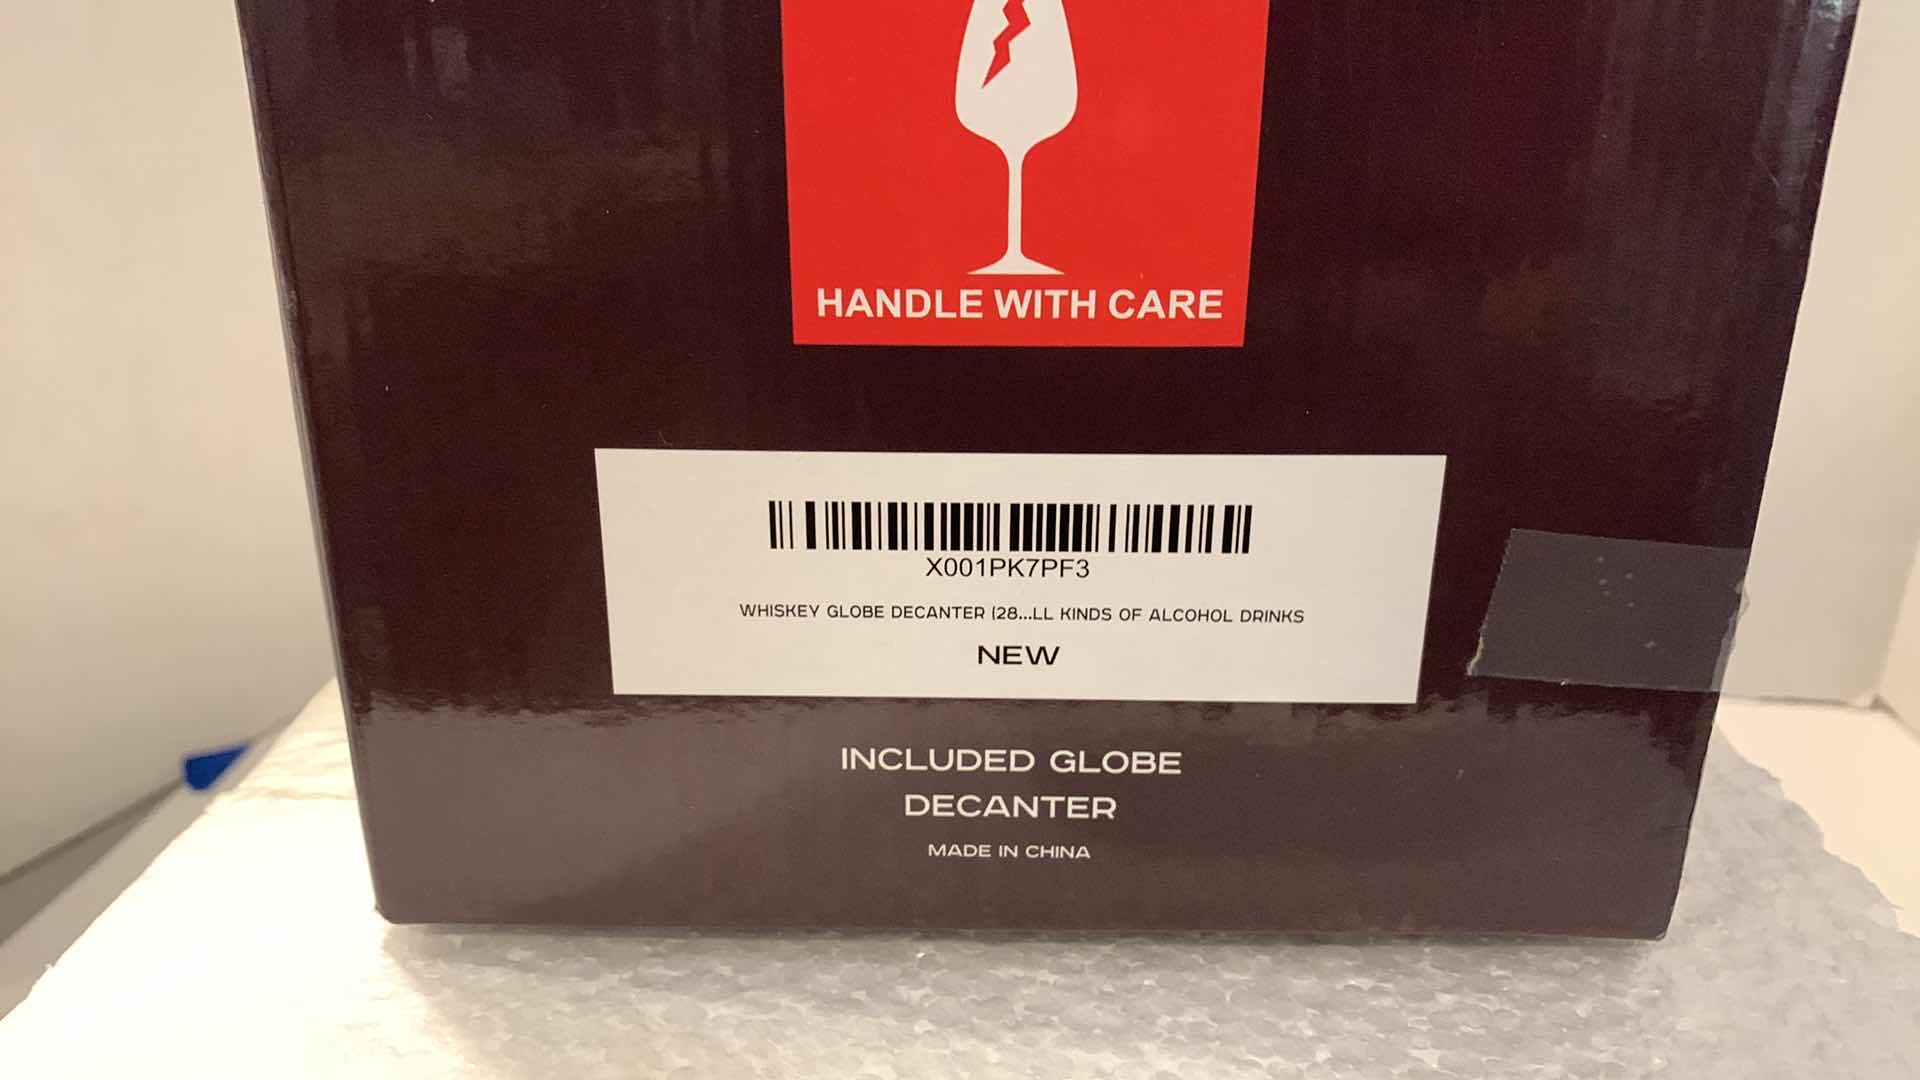 HANDLE WITH CARE
X001PK7PF3
WHISKEY GLOBE DECANTER (28...LL KINDS OF ALCOHOL DRINKS
NEW
INCLUDED GLOBE
DECANTER
MADE IN CHINA